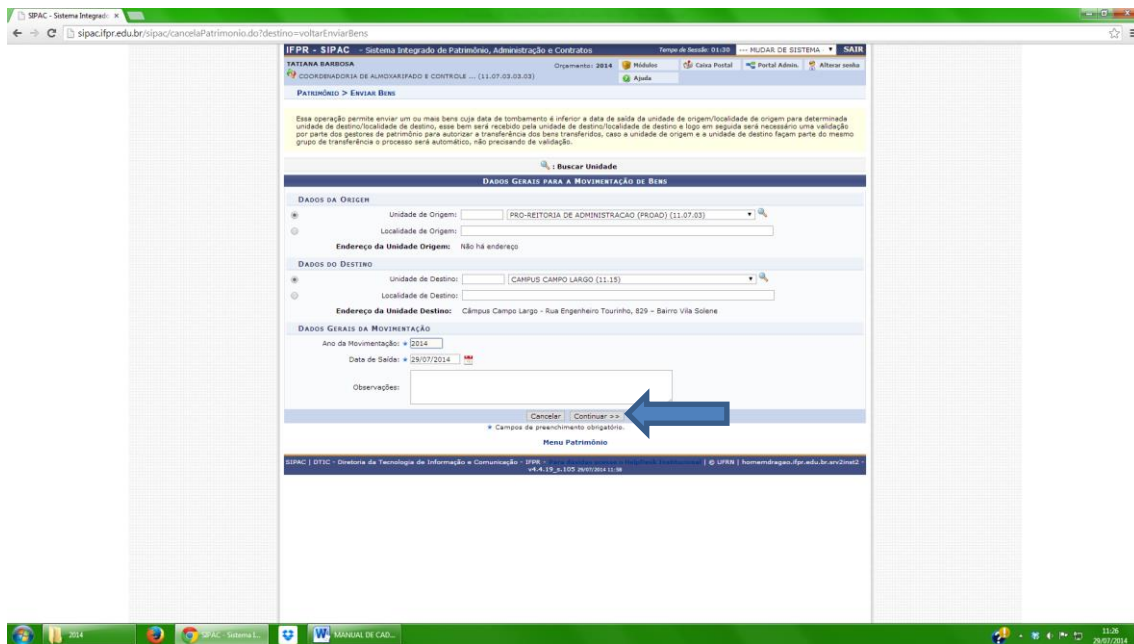 SIPAC - Sistema Integrado
sipac.ifpr.edu.br/sipac/cancelaPatrimonio.do?destino=voltarEnviarBens
IFPR - SIPAC - Sistema Integrado de Patrimônio, Administração e Contratos Tempo de Sessão: 01:30 --- MUDAR DE SISTEMA - SAIR
TATIANA BARBOSA Orçamento: 2014 Módulos Caixa Postal Portal Admin. Alterar senha
COORDENADORIA DE ALMOXARIFADO E CONTROLE ... (11.07.03.03.03) Ajuda
PATRIMÔNIO > ENVIAR BENS
Essa operação permite enviar um ou mais bens cuja data de tombamento é inferior a data de saída da unidade de origem/localidade de origem para determinada
unidade de destino/localidade de destino, esse bem será recebido pela unidade de destino/localidade de destino e logo em seguida será necessário uma validação
por parte dos gestores de patrimônio para autorizar a transferência dos bens transferidos, caso a unidade de origem e a unidade de destino façam parte do mesmo
grupo de transferência o processo será automático, não precisando de validação.
: Buscar Unidade
DADOS GERAIS PARA A MOVIMENTAÇÃO DE BENS
DADOS DA ORIGEM
Unidade de Origem: PRO-REITORIA DE ADMINISTRACAO (PROAD) (11.07.03)
Localidade de Origem:
Endereço da Unidade Origem: Não há endereço
DADOS DO DESTINO
Unidade de Destino: CAMPUS CAMPO LARGO (11.15)
Localidade de Destino:
Endereço da Unidade Destino: Câmpus Campo Largo - Rua Engenheiro Tourinho, 829 – Bairro Vila Solene
DADOS GERAIS DA MOVIMENTAÇÃO
Ano da Movimentação: 2014
Data de Saída: 29/07/2014
Observações:
Cancelar Continuar >>
Campos de preenchimento obrigatório.
Menu Patrimônio
SIPAC | DTIC - Diretoria da Tecnologia de Informação e Comunicação - IFPR - | © UFRN | homemdragao.ifpr.edu.br.srv2inst2 -
v4.4.19_s.105 29/07/2014 11:38
2014 SIPAC - Sistema I... MANUAL DE CAD... 11:26
29/07/2014